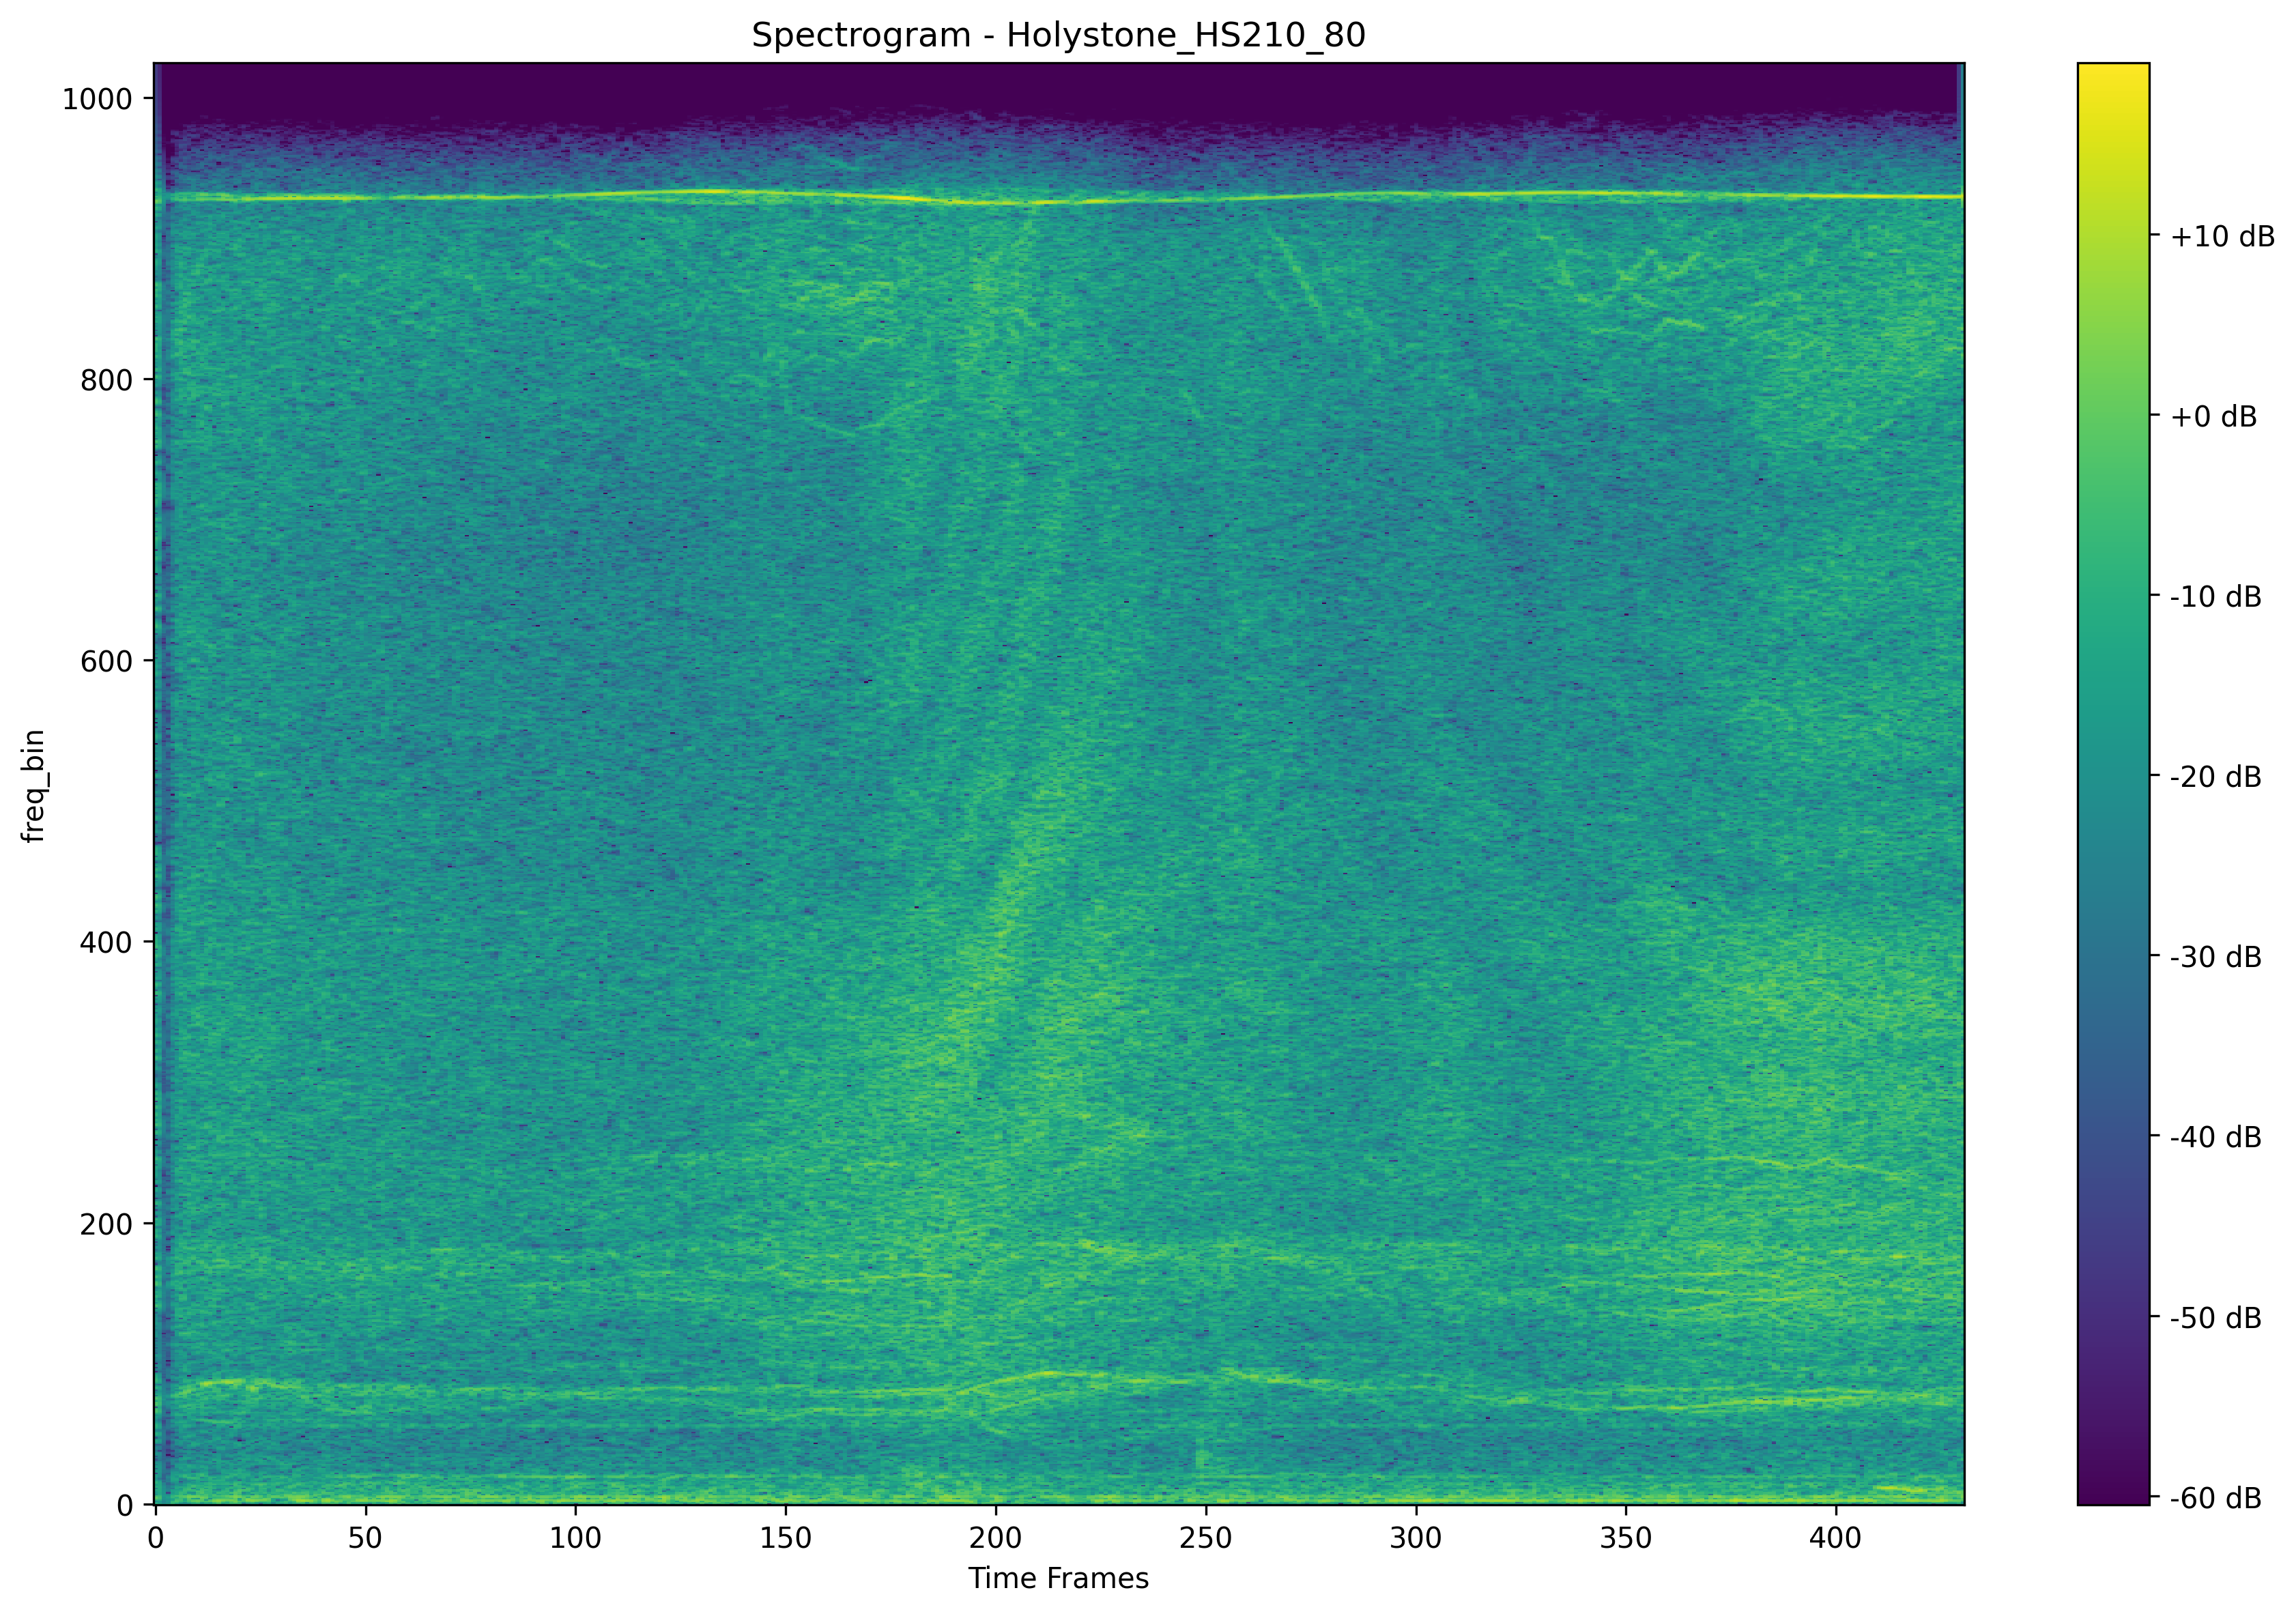 Spectrogram - Holystone_HS210_80
1000
800
600
400
200
0
freq_bin
0 50 100 150 200 250 300 350 400
Time Frames
+10 dB
+0 dB
-10 dB
-20 dB
-30 dB
-40 dB
-50 dB
-60 dB